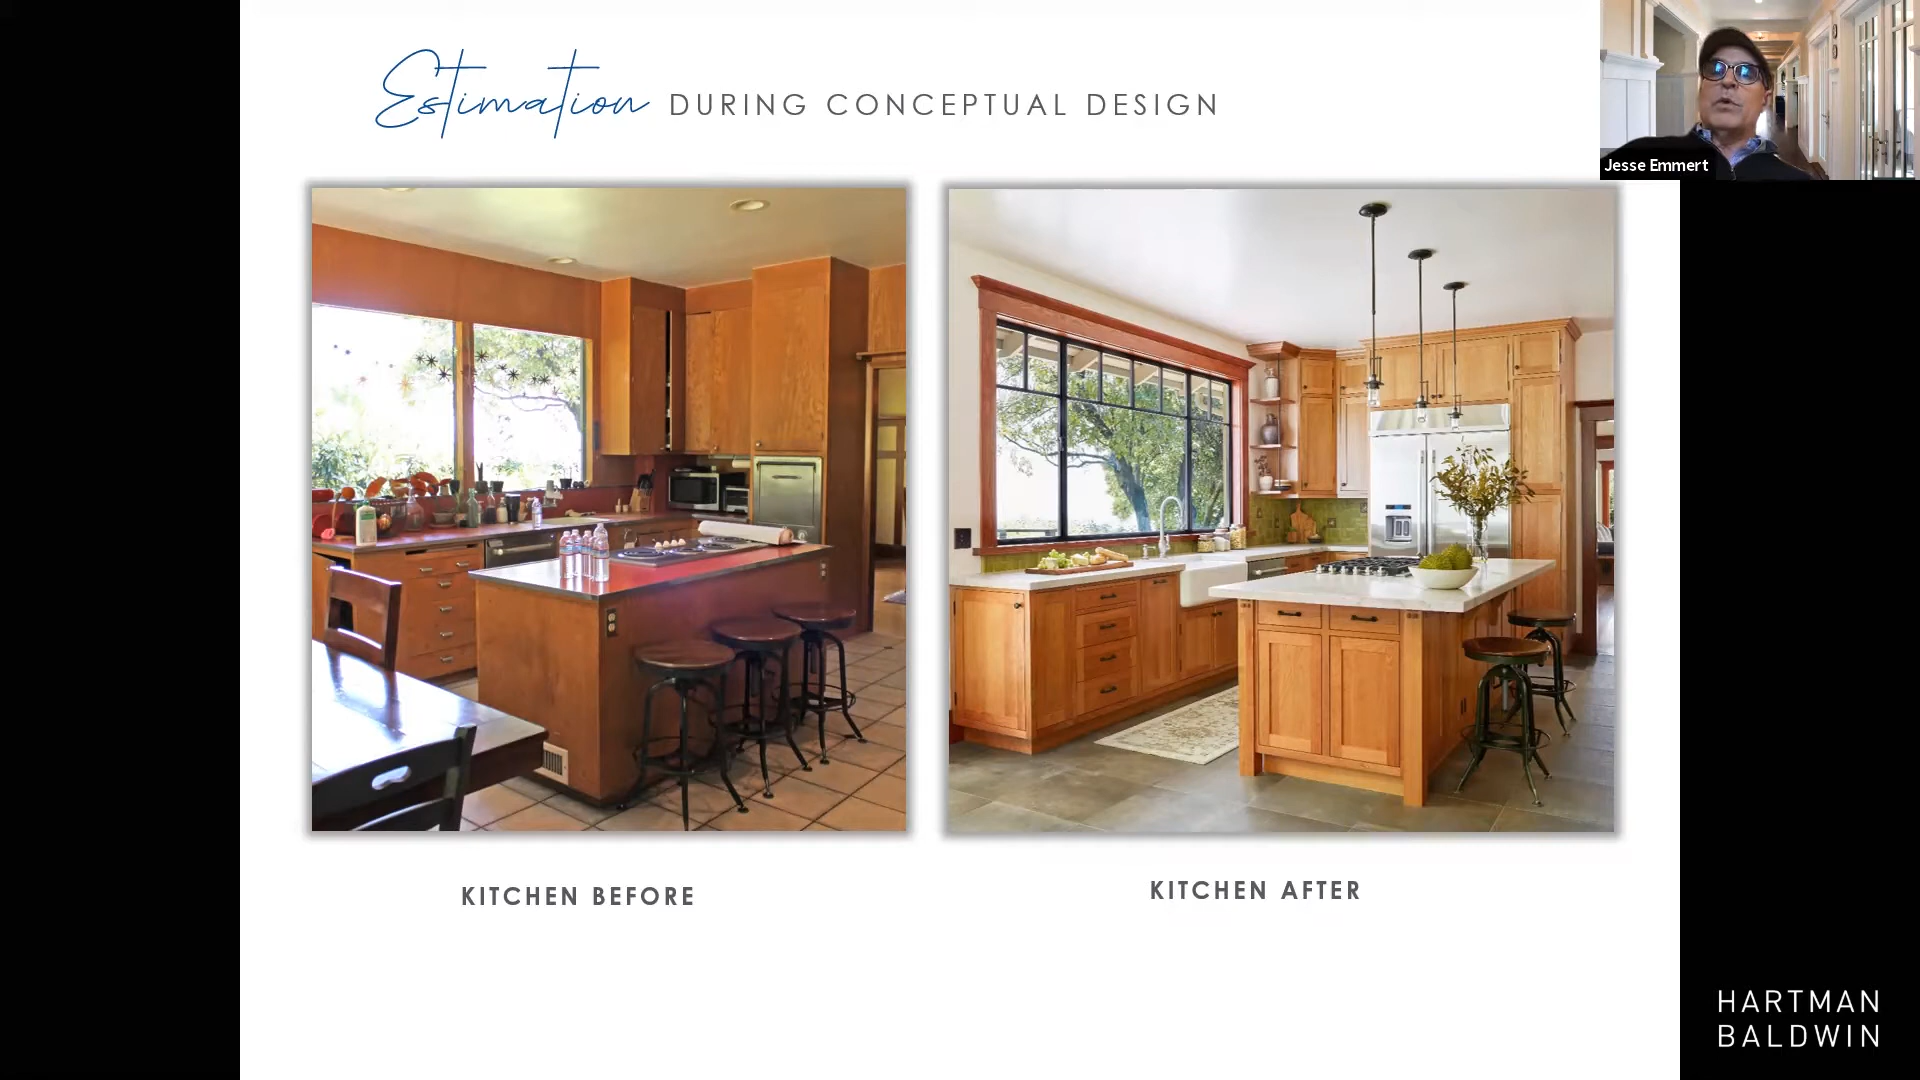 Estimation DURING CONCEPTUAL DESIGN
Jesse Emmert
KITCHEN BEFORE
KITCHEN AFTER
HARTMAN
BALDWIN